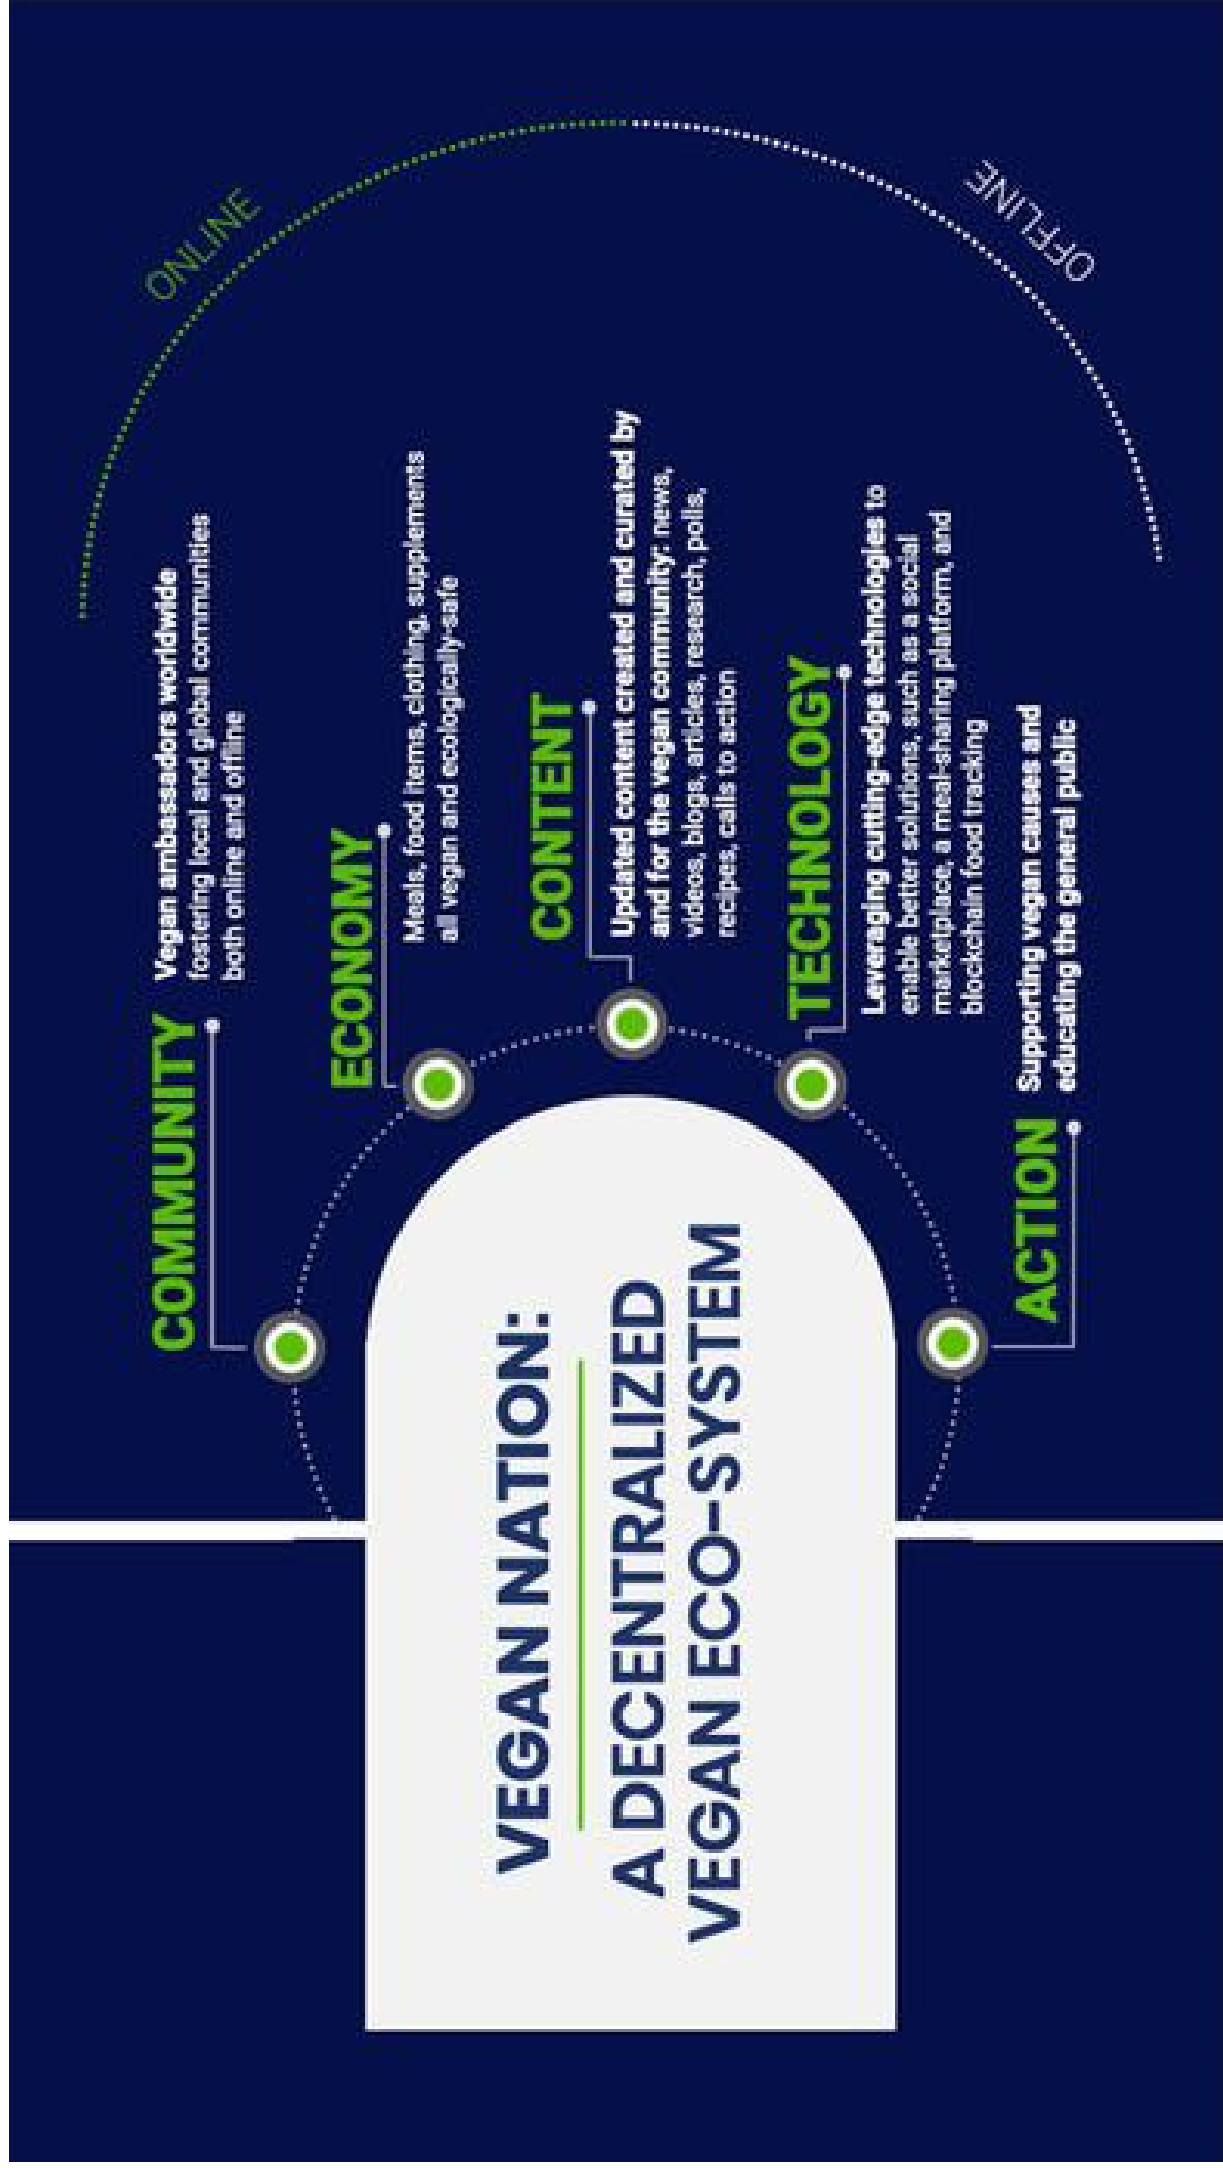 VEGAN NATION:
A DECENTRALIZED
VEGAN ECO-SYSTEM
COMMUNITY
Vegan ambassadors worldwide
fostering local and global communities
both online and offline
ECONOMY
Meals, food items, clothing, supplements
all vegan and ecologically-safe
CONTENT
Updated content created and curated by
and for the vegan community: news,
videos, blogs, articles, research, polls,
recipes, calls to action
TECHNOLOGY
Leveraging cutting-edge technologies to
enable better solutions, such as a social
marketplace, a meal-sharing platform, and
blockchain food tracking
ACTION
Supporting vegan causes and
educating the general public
ONLINE
OFFLINE